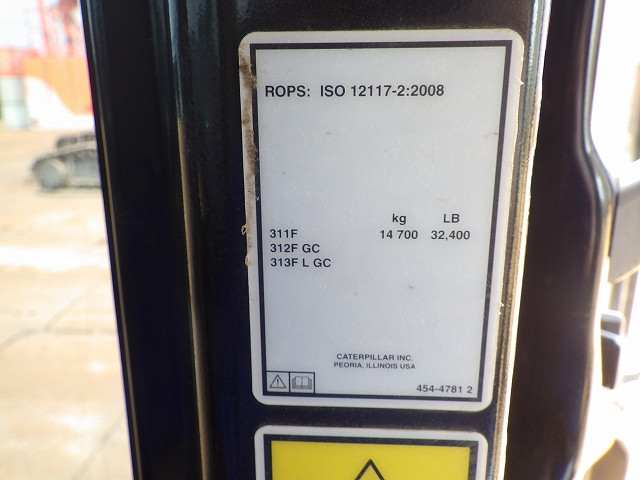 ROPS: ISO 12117-2:2008
kg LB
311F 14 700 32,400
312F GC
313F L GC
CATERPILLAR INC.
PEORIA, ILLINOIS USA
454-4781 2